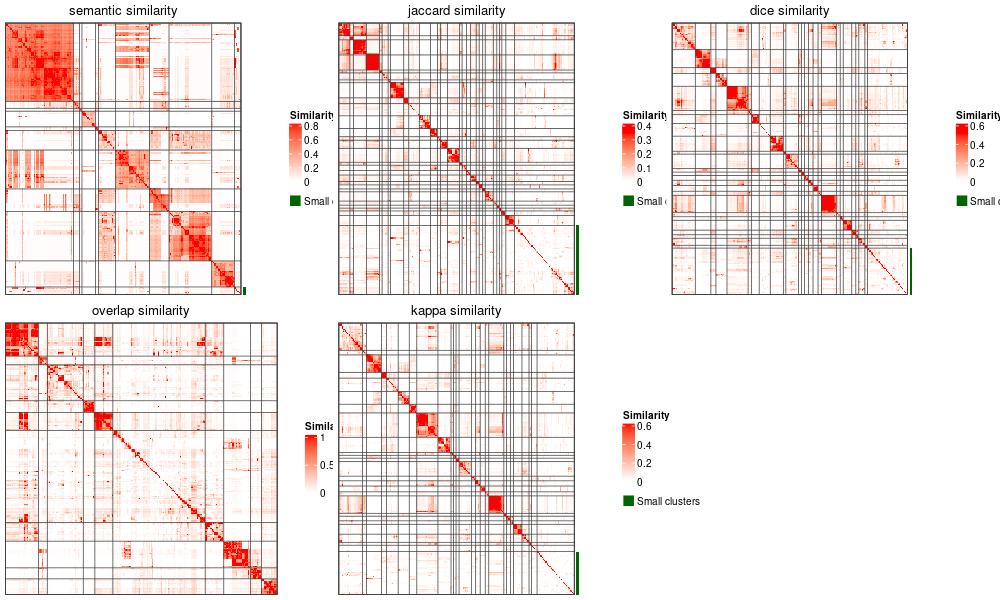 semantic similarity
jaccard similarity
dice similarity
Similarity
0.8
0.6
0.4
0.2
0
Small
Similarity
0.4
0.3
0.2
0.1
0
Small
Similarity
0.6
0.4
0.2
0
Small
overlap similarity
kappa similarity
Simila
1
0.5
0
Similarity
0.6
0.4
0.2
0
Small clusters